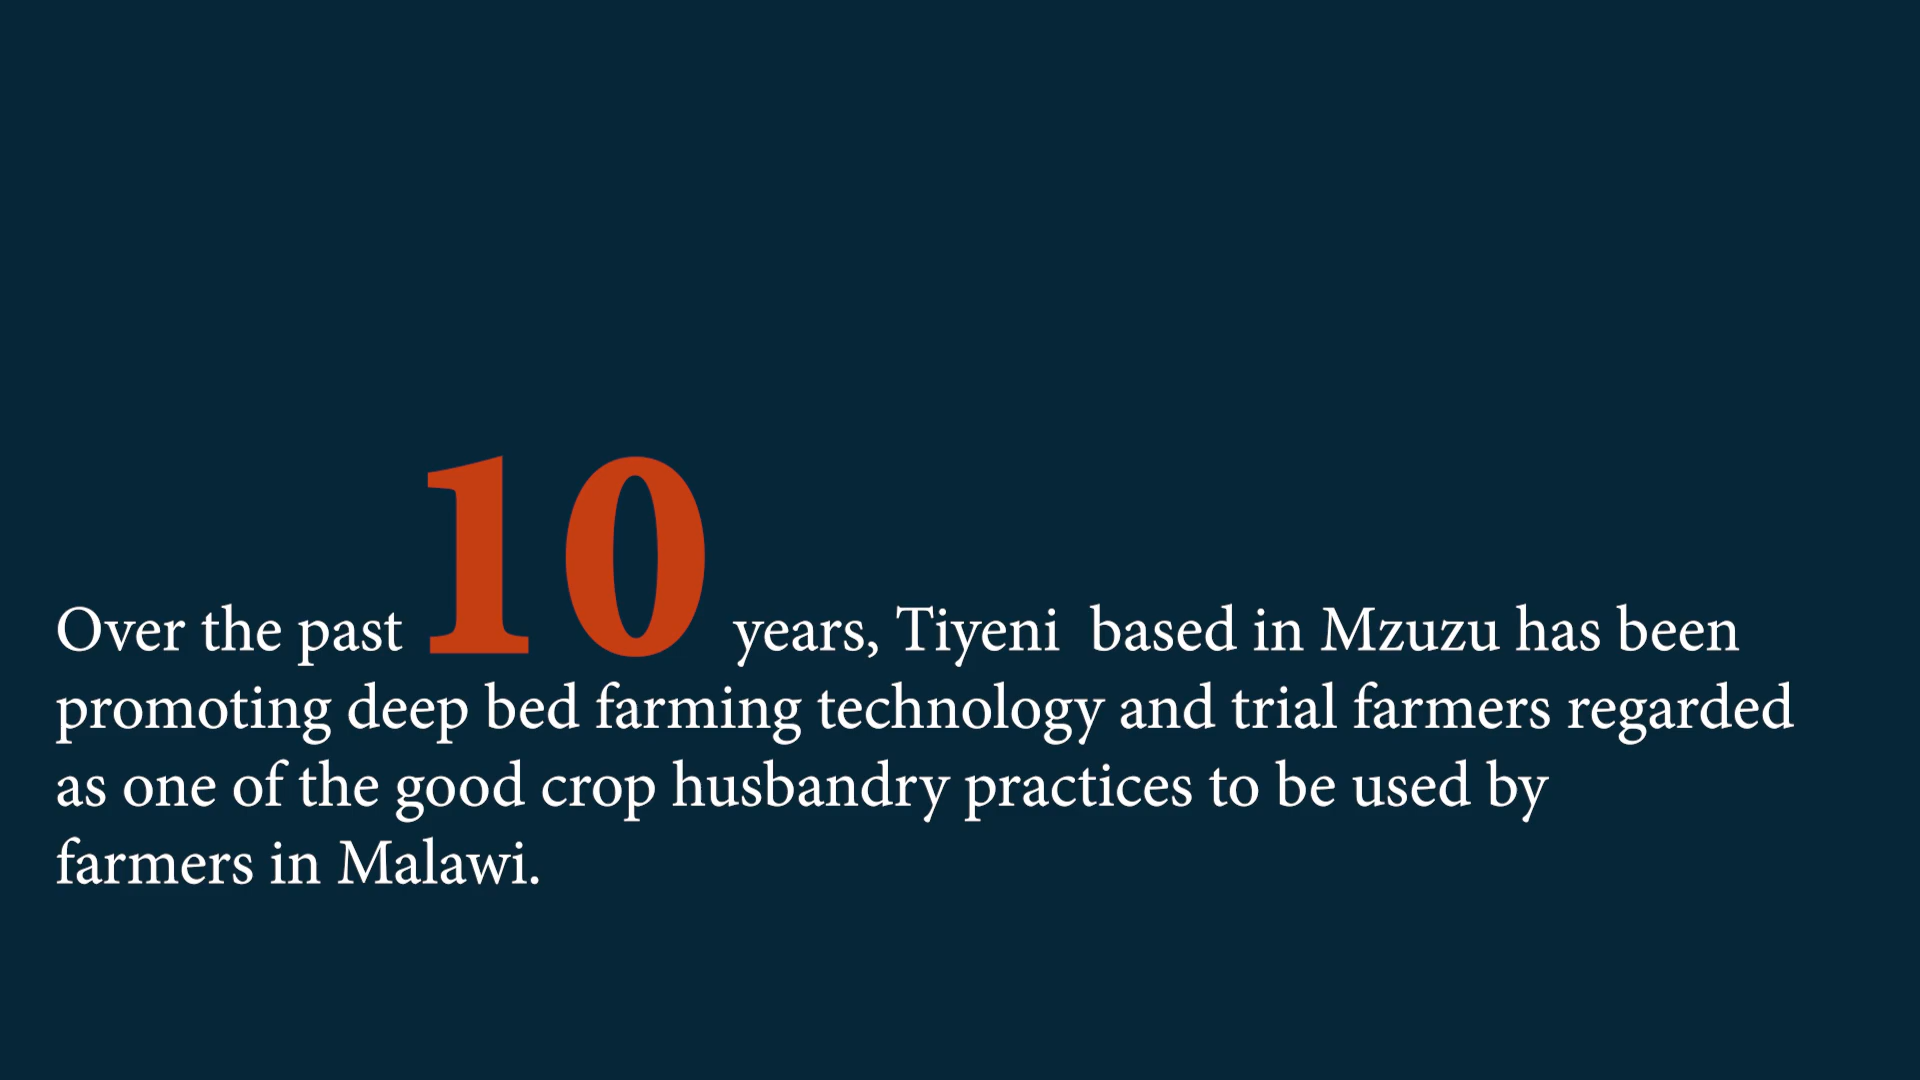 Over the past 10 years, Tiyeni  based in Mzuzu has been
promoting deep bed farming technology and trial farmers regarded
as one of the good crop husbandry practices to be used by
farmers in Malawi.